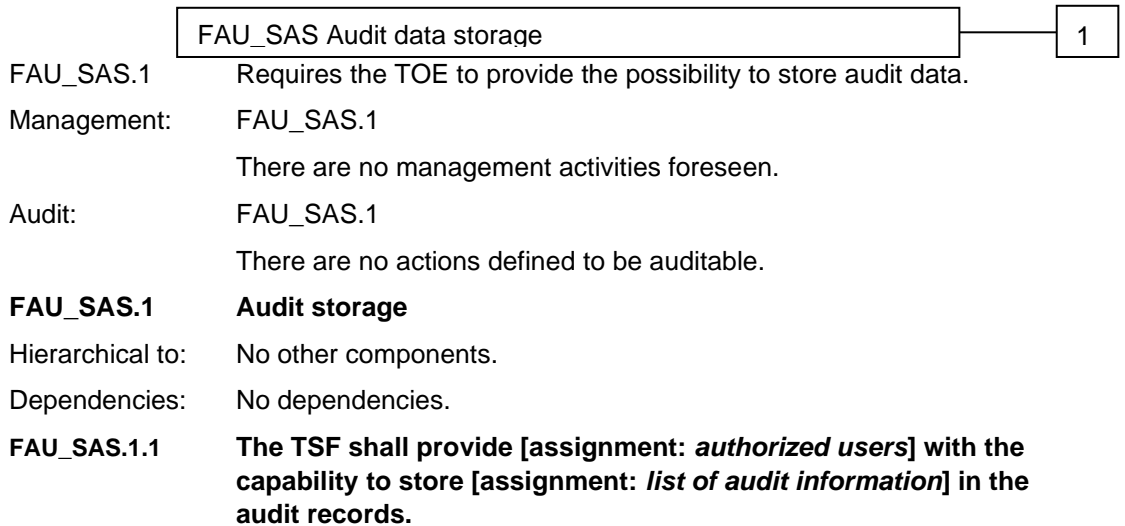 FAU_SAS Audit data storage 1
FAU_SAS.1 Requires the TOE to provide the possibility to store audit data.
Management: FAU_SAS.1
There are no management activities foreseen.
Audit: FAU_SAS.1
There are no actions defined to be auditable.
FAU_SAS.1 Audit storage
Hierarchical to: No other components.
Dependencies: No dependencies.
FAU_SAS.1.1 The TSF shall provide [assignment: authorized users] with the
capability to store [assignment: list of audit information] in the
audit records.